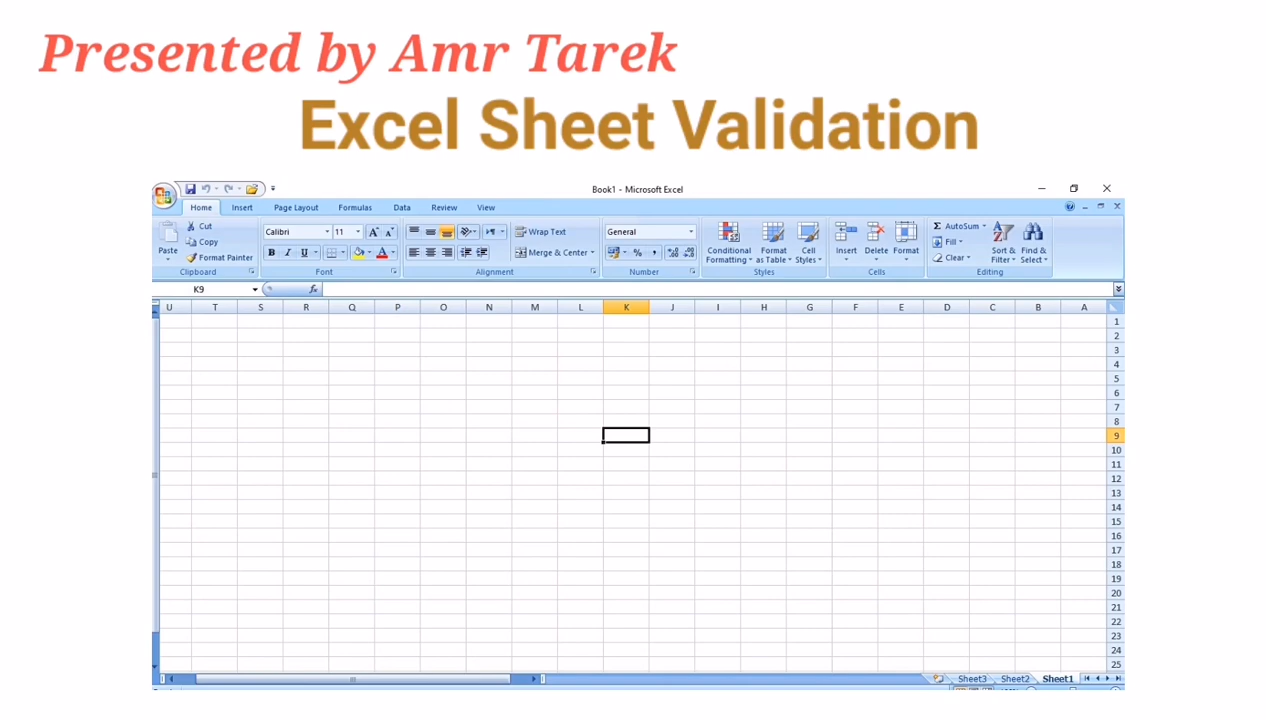 Presented by Amr Tarek
Excel Sheet Validation
Book1 - Microsoft Excel
Home Insert Page Layout Formulas Data Review View
Cut
Copy
Format Painter
Paste
Clipboard
Calibri 11
B I U
Font
Wrap Text
Merge & Center
Alignment
General
%
Number
Conditional Formatting
Format as Table
Cell Styles
Styles
Insert Delete Format
Cells
Σ AutoSum
Fill
Clear
Sort & Filter
Find & Select
Editing
K9 fx
U T S R Q P O N M L K J I H G F E D C B A
1
2
3
4
5
6
7
8
9
10
11
12
13
14
15
16
17
18
19
20
21
22
23
24
25
Sheet3 Sheet2 Sheet1